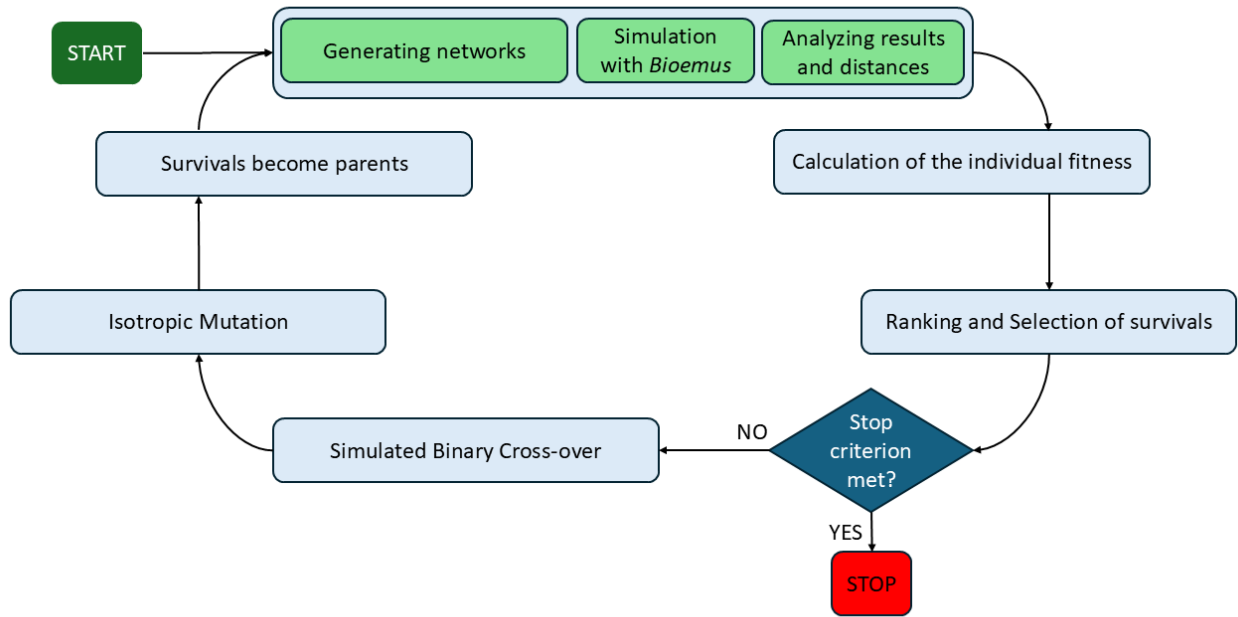 START
Generating networks
Simulation
with Bioemus
Analyzing results
and distances
Survivals become parents
Calculation of the individual fitness
Isotropic Mutation
Ranking and Selection of survivals
Simulated Binary Cross-over
NO
Stop
criterion
met?
YES
STOP